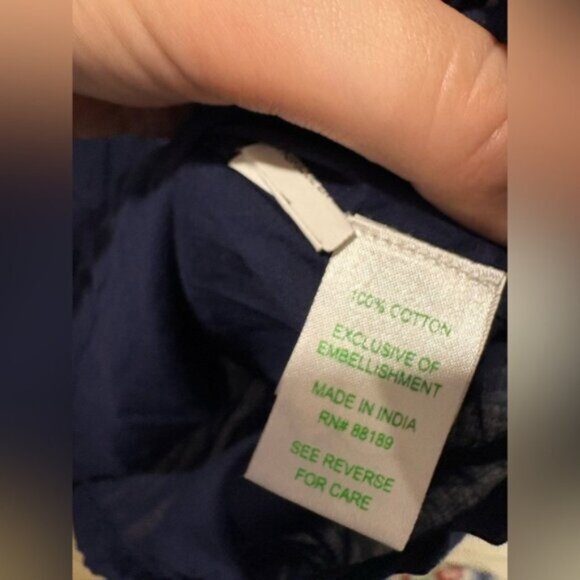 100% COTTON
EXCLUSIVE OF
EMBELLISHMENT
MADE IN INDIA
RN# 88189
SEE REVERSE
FOR CARE